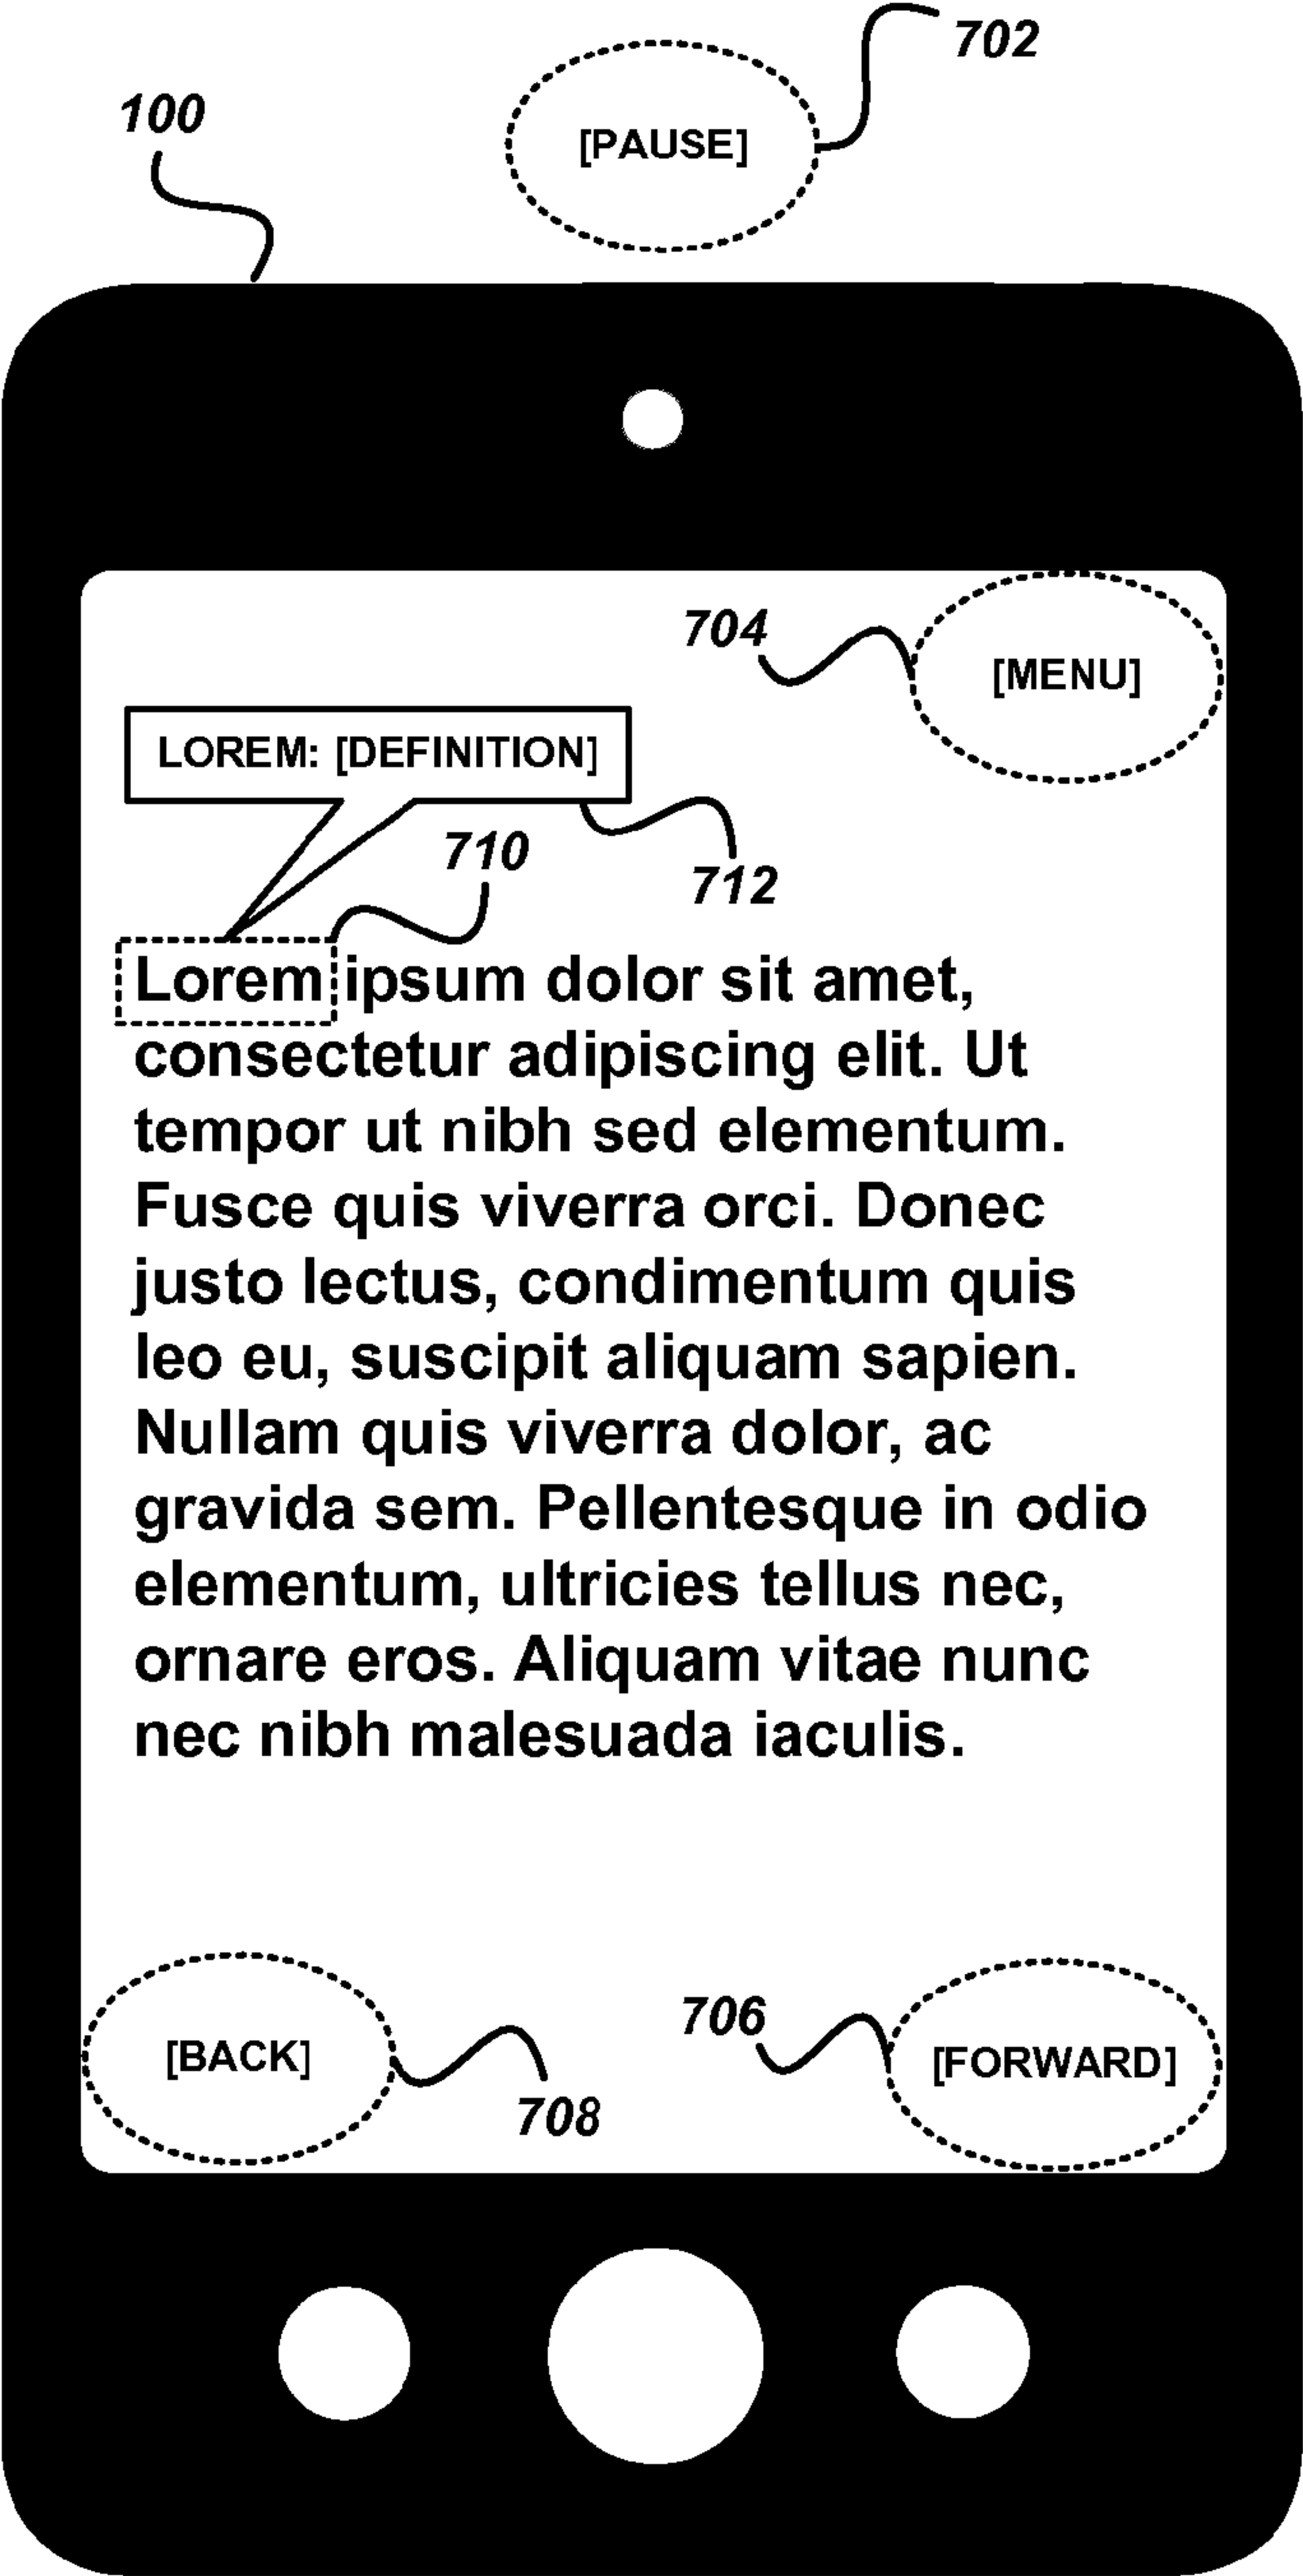 702
100
[PAUSE]
704
[MENU]
LOREM: [DEFINITION]
710
712
Lorem ipsum dolor sit amet,
consectetur adipiscing elit. Ut
tempor ut nibh sed elementum.
Fusce quis viverra orci. Donec
justo lectus, condimentum quis
leo eu, suscipit aliquam sapien.
Nullam quis viverra dolor, ac
gravida sem. Pellentesque in odio
elementum, ultricies tellus nec,
ornare eros. Aliquam vitae nunc
nec nibh malesuada iaculis.
706
[BACK]
[FORWARD]
708